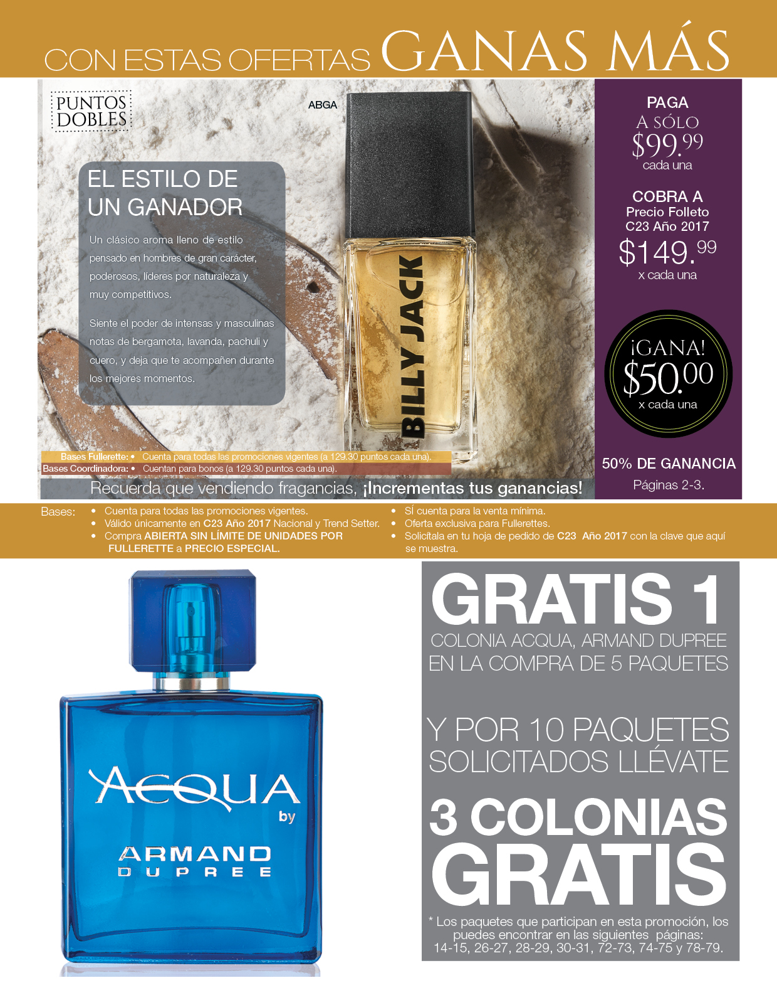 CON ESTAS OFERTAS GANAS MÁS
PUNTOS
DOBLES
ABGA
EL ESTILO DE
UN GANADOR
Un clásico aroma lleno de estilo
pensado en hombres de gran carácter,
poderosos, líderes por naturaleza y
muy competitivos.
Siente el poder de intensas y masculinas
notas de bergamota, lavanda, pachuli y
cuero, y deja que te acompañen durante
los mejores momentos.
BILLY JACK
PAGA
A SÓLO
$99.99
cada una
COBRA A
Precio Folleto
C23 Año 2017
$149.99
x cada una
¡GANA!
$50.00
x cada una
50% DE GANANCIA
Páginas 2-3.
Bases Fullerette: • Cuenta para todas las promociones vigentes (a 129.30 puntos cada una).
Bases Coordinadora: • Cuentan para bonos (a 129.30 puntos cada una).
Recuerda que vendiendo fragancias, ¡Incrementas tus ganancias!
Bases:
• Cuenta para todas las promociones vigentes.
• Válido únicamente en C23 Año 2017 Nacional y Trend Setter.
• Compra ABIERTA SIN LÍMITE DE UNIDADES POR
FULLERETTE a PRECIO ESPECIAL.
• SÍ cuenta para la venta mínima.
• Oferta exclusiva para Fullerettes.
• Solicítala en tu hoja de pedido de C23 Año 2017 con la clave que aquí
se muestra.
ACQUA
by
ARMAND
DUPREE
GRATIS 1
COLONIA ACQUA, ARMAND DUPREE
EN LA COMPRA DE 5 PAQUETES
Y POR 10 PAQUETES
SOLICITADOS LLÉVATE
3 COLONIAS
GRATIS
* Los paquetes que participan en esta promoción, los
puedes encontrar en las siguientes páginas:
14-15, 26-27, 28-29, 30-31, 72-73, 74-75 y 78-79.